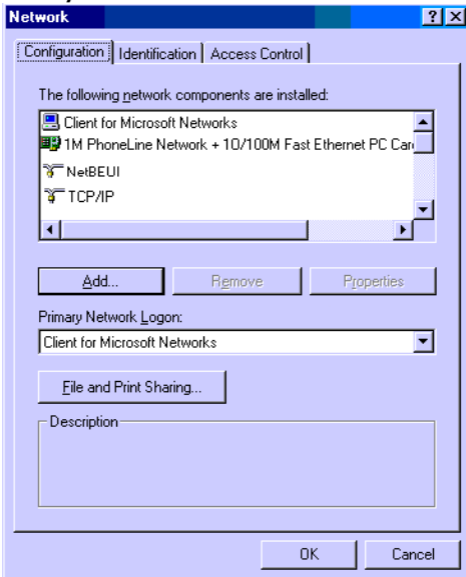 Network
Configuration Identification Access Control
The following network components are installed:
Client for Microsoft Networks
1M PhoneLine Network + 10/100M Fast Ethernet PC Car
NetBEUI
TCP/IP
Add... Remove Properties
Primary Network Logon:
Client for Microsoft Networks
File and Print Sharing...
Description
OK Cancel